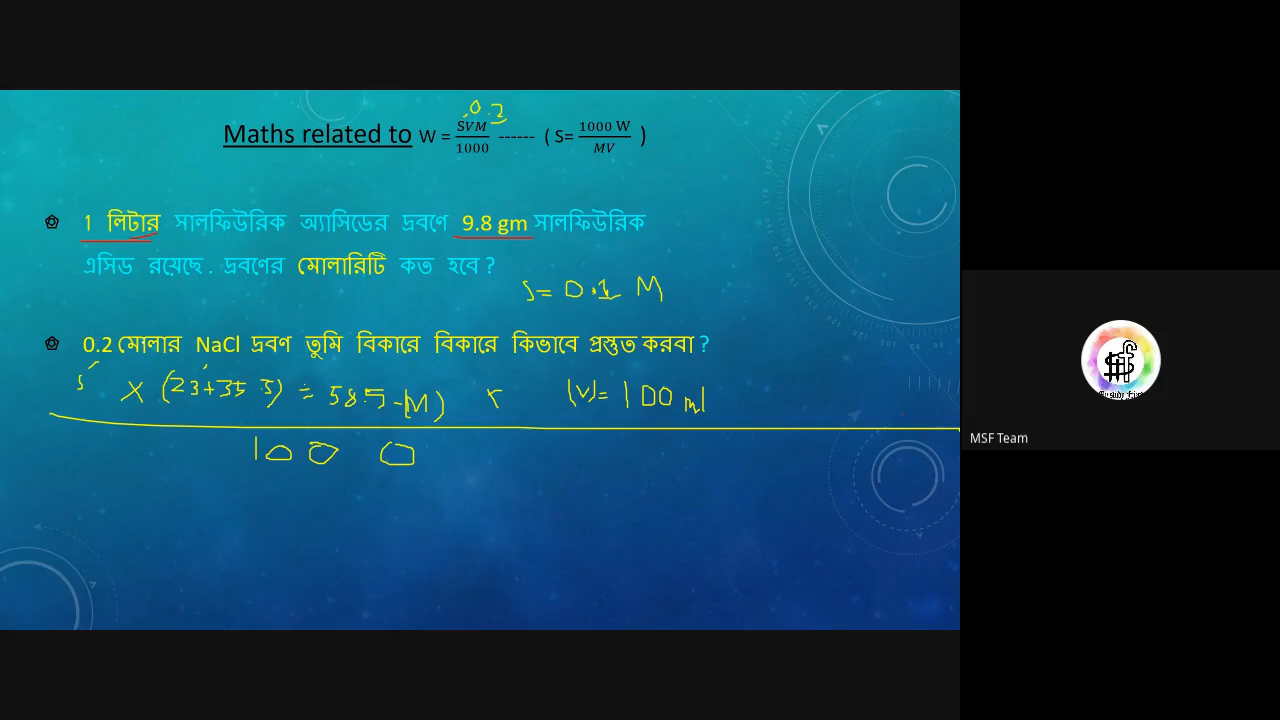 0.2
Maths related to W = SVM/1000 ------ ( S= 1000 W/MV )
1 লিটার সালফিউরিক অ্যাসিডের দ্রবণে 9.8 gm সালফিউরিক
এসিড রয়েছে . দ্রবণের মোলারিটি কত হবে ?
S= 0.1 M
0.2 মোলার NaCl দ্রবণ তুমি বিকারে বিকারে কিভাবে প্রস্তুত করবা ?
S × (23+35 5) = 58.5 (M) × (V)= 100 ml
1000
MSF Team